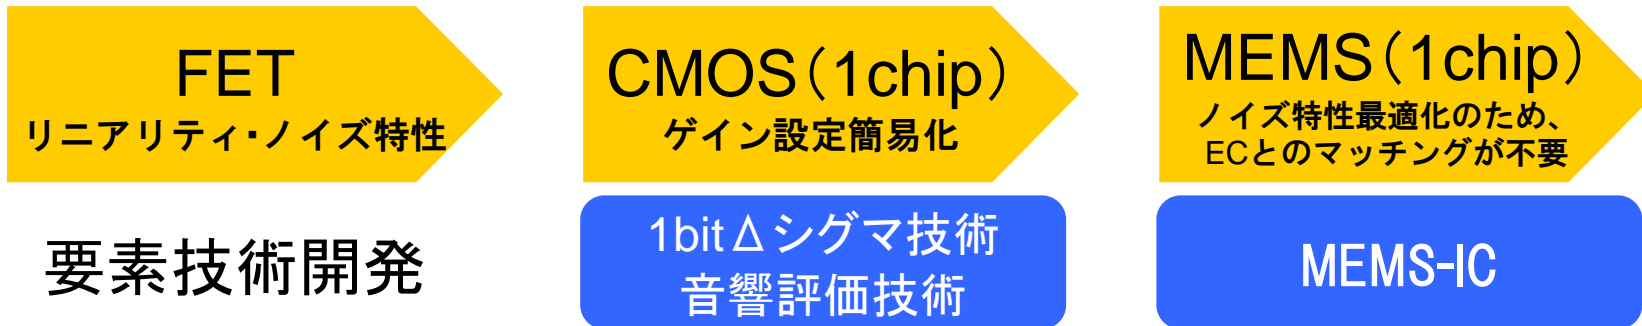 FET
リニアリティ・ノイズ特性
CMOS（1chip）
ゲイン設定簡易化
MEMS（1chip）
ノイズ特性最適化のため、
ECとのマッチングが不要
要素技術開発
1bitΔシグマ技術
音響評価技術
MEMS-IC